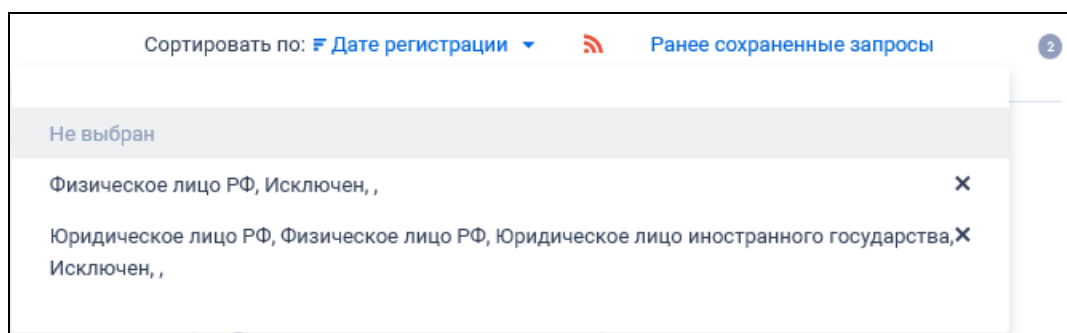 Сортировать по: Дате регистрации Ранее сохраненные запросы 2
Не выбран
Физическое лицо РФ, Исключен, ,
Юридическое лицо РФ, Физическое лицо РФ, Юридическое лицо иностранного государства,
Исключен, ,